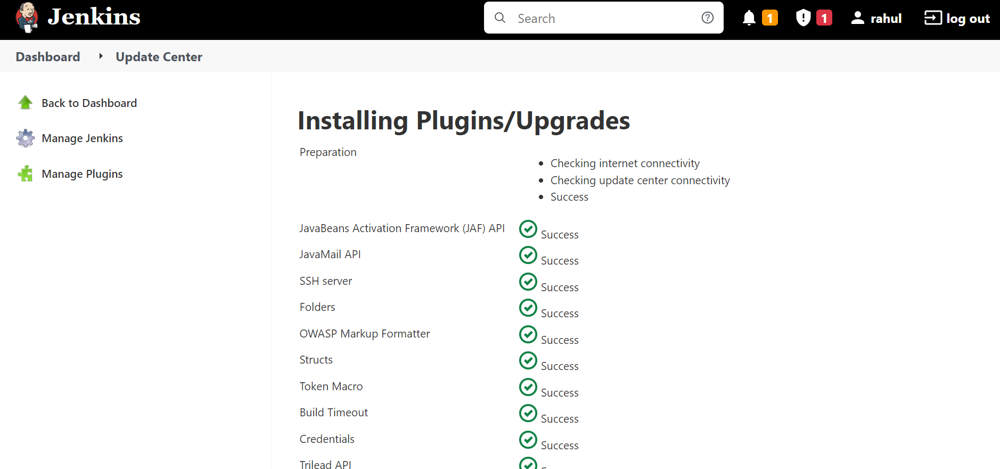 Jenkins
Search
1
1
rahul
log out
Dashboard
Update Center
Back to Dashboard
Manage Jenkins
Manage Plugins
Installing Plugins/Upgrades
Preparation
Checking internet connectivity
Checking update center connectivity
Success
JavaBeans Activation Framework (JAF) API Success
JavaMail API Success
SSH server Success
Folders Success
OWASP Markup Formatter Success
Structs Success
Token Macro Success
Build Timeout Success
Credentials Success
Trilead API